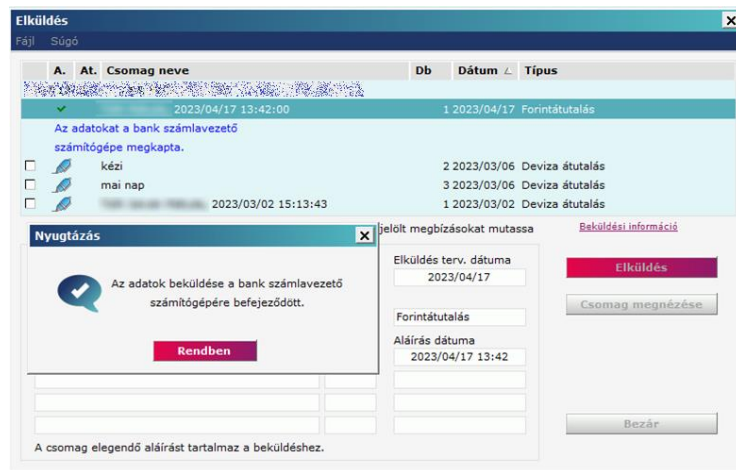 Elküldés
Fájl Súgó
A. At. Csomag neve Db Dátum Típus
2023/04/17 13:42:00 1 2023/04/17 Forintátutalás
Az adatokat a bank számlavezető
számítógépe megkapta.
kézi 2 2023/03/06 Deviza átutalás
mai nap 3 2023/03/06 Deviza átutalás
2023/03/02 15:13:43 1 2023/03/02 Deviza átutalás
jelölt megbízásokat mutassa Beküldési információ
Nyugtázás
Az adatok beküldése a bank számlavezető
számítógépére befejeződött.
Rendben
Elküldés terv. dátuma
2023/04/17
Forintátutalás
Aláírás dátuma
2023/04/17 13:42
Elküldés
Csomag megnézése
Bezár
A csomag elegendő aláírást tartalmaz a beküldéshez.